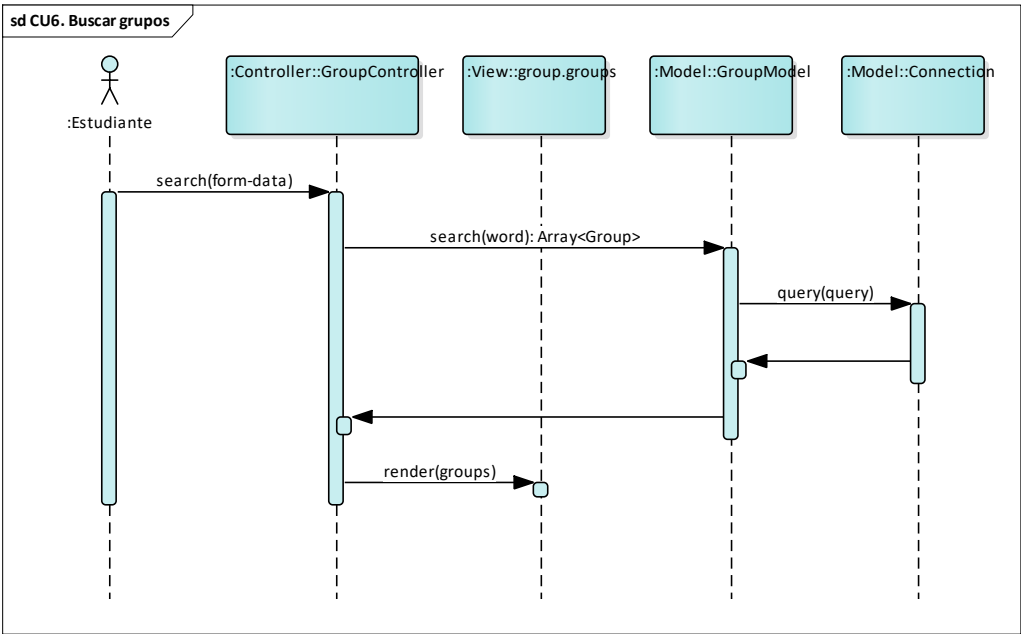 sd CU6. Buscar grupos
:Estudiante
:Controller::GroupController
:View::group.groups
:Model::GroupModel
:Model::Connection
search(form-data)
search(word): Array<Group>
query(query)
render(groups)